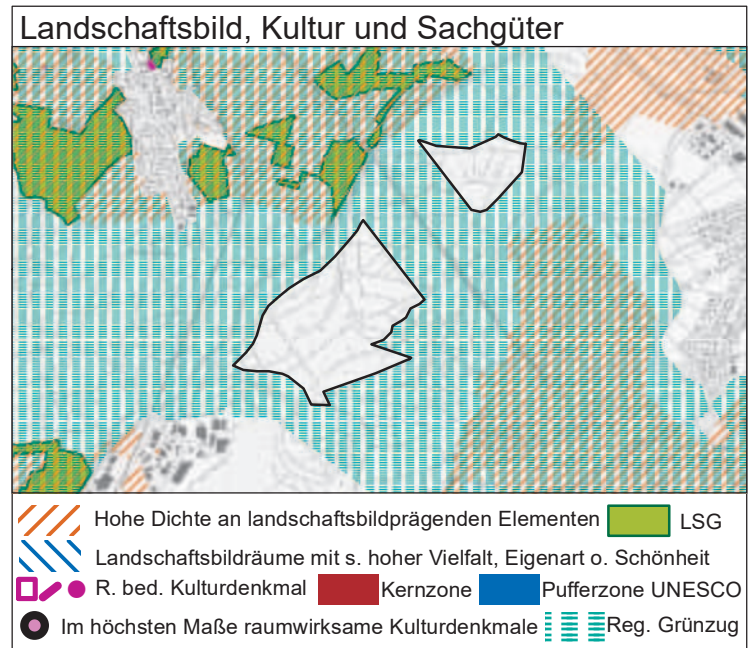 Landschaftsbild, Kultur und Sachgüter
Hohe Dichte an landschaftsbildprägenden Elementen LSG
Landschaftsbildräume mit s. hoher Vielfalt, Eigenart o. Schönheit
R. bed. Kulturdenkmal Kernzone Pufferzone UNESCO
Im höchsten Maße raumwirksame Kulturdenkmale Reg. Grünzug